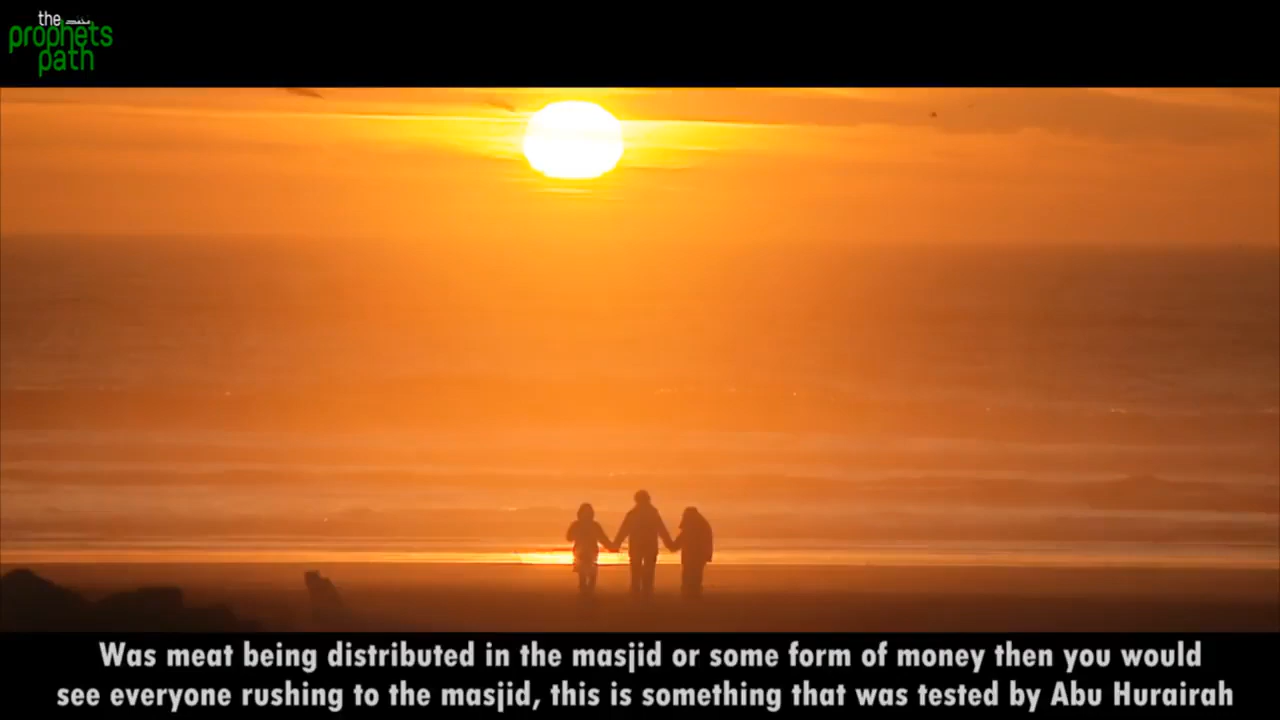 the
prophets
path
Was meat being distributed in the masjid or some form of money then you would
see everyone rushing to the masjid, this is something that was tested by Abu Hurairah